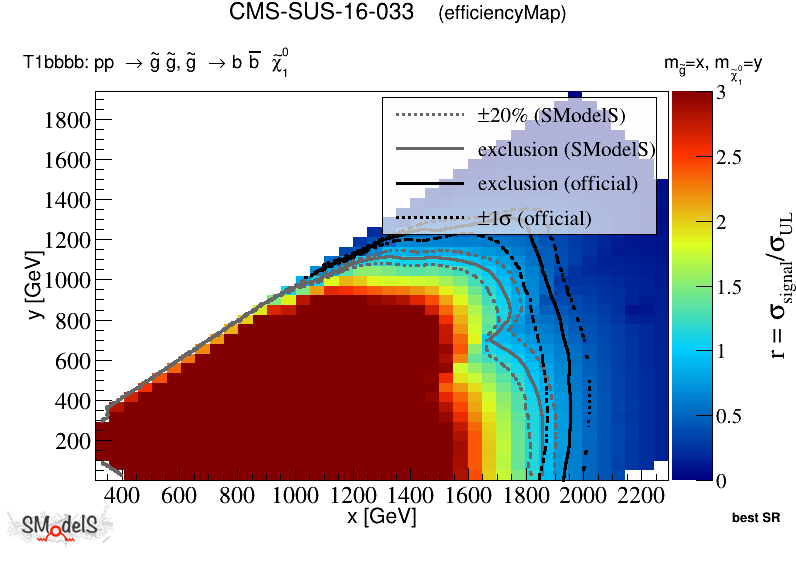 CMS-SUS-16-033 (efficiencyMap)
T1bbbb: pp → g̃ g̃, g̃ → b b̅ χ̃₁⁰ m_g̃=x, m_χ̃₁⁰=y
±20% (SModelS)
exclusion (SModelS)
exclusion (official)
±1σ (official)
y [GeV]
1800
1600
1400
1200
1000
800
600
400
200
400 600 800 1000 1200 1400 1600 1800 2000 2200
x [GeV]
3
2.5
2
1.5
1
0.5
0
r = σ_signal/σ_UL
SModelS
best SR